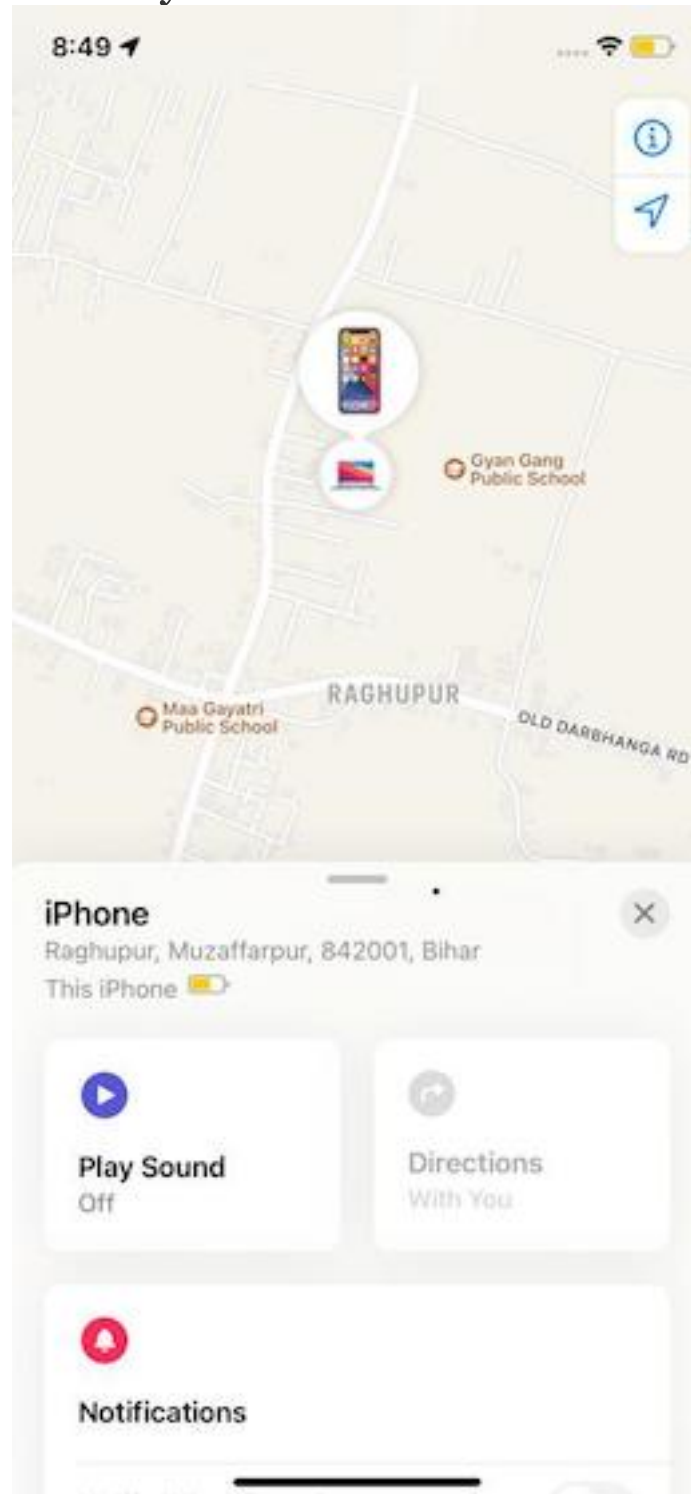 8:49
Gyan Gang
Public School
RAGHUPUR
Maa Gayatri
Public School
OLD DARBHANGA RD
iPhone
Raghupur, Muzaffarpur, 842001, Bihar
This iPhone
Play Sound
Off
Directions
With You
Notifications